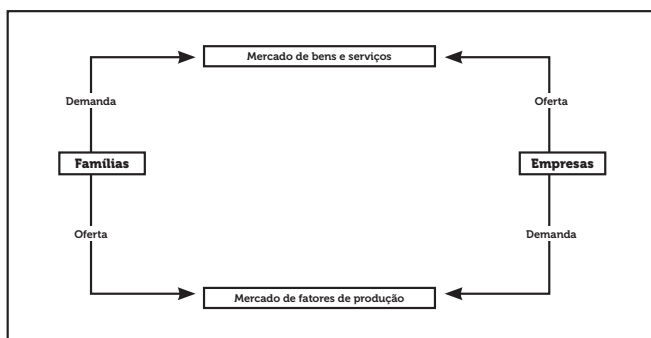 Mercado de bens e serviços
Demanda
Oferta
Famílias
Empresas
Oferta
Demanda
Mercado de fatores de produção